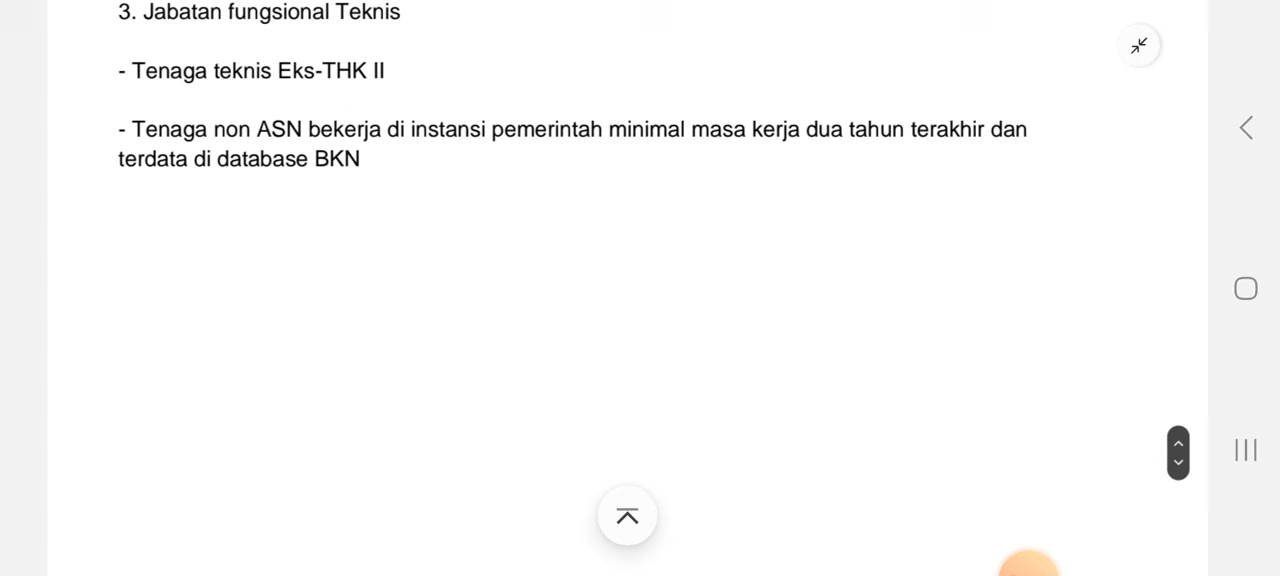 3. Jabatan fungsional Teknis
- Tenaga teknis Eks-THK II
- Tenaga non ASN bekerja di instansi pemerintah minimal masa kerja dua tahun terakhir dan
terdata di database BKN